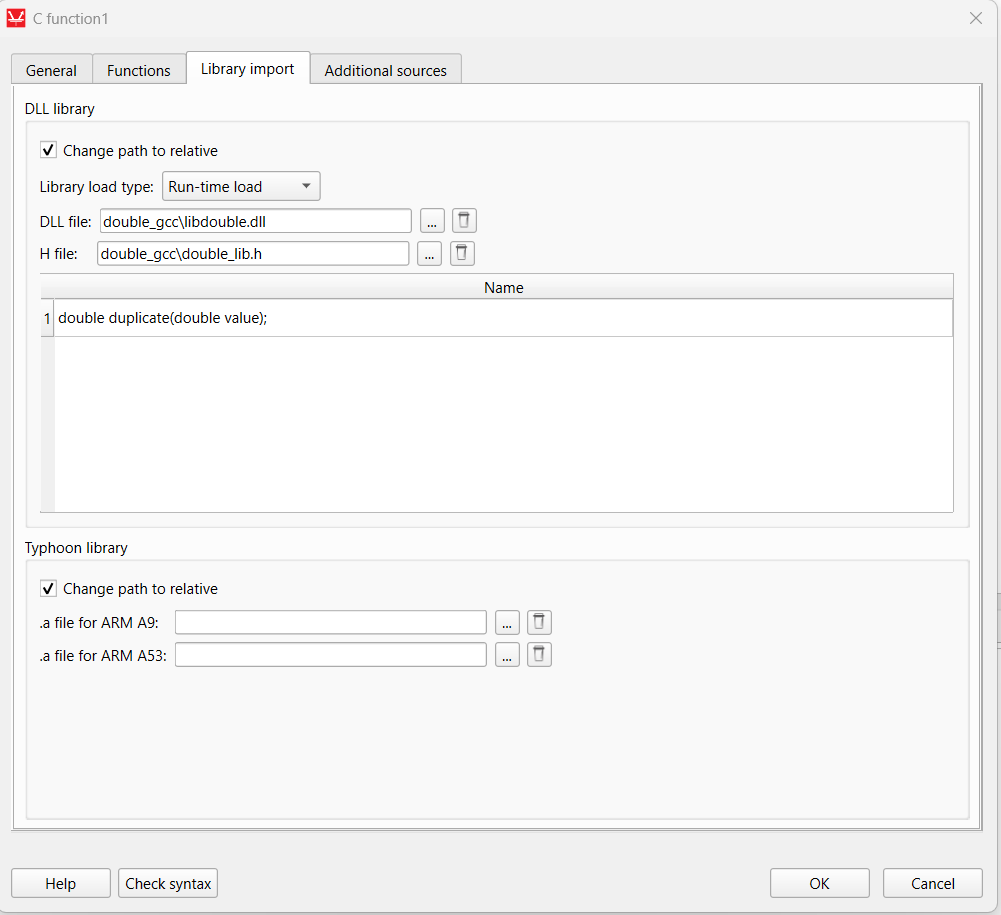 C function1
General Functions Library import Additional sources
DLL library
Change path to relative
Library load type: Run-time load
DLL file: double_gcc\libdouble.dll ...
H file: double_gcc\double_lib.h ...
Name
1 double duplicate(double value);
Typhoon library
Change path to relative
.a file for ARM A9: ...
.a file for ARM A53: ...
Help Check syntax OK Cancel